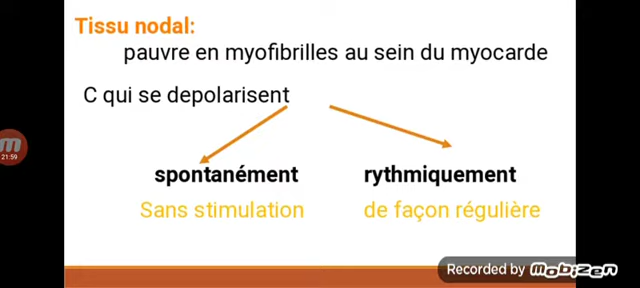 Tissu nodal:
pauvre en myofibrilles au sein du myocarde
C qui se depolarisent
spontanément rythmiquement
Sans stimulation de façon régulière
m
21:59
Recorded by mobizen